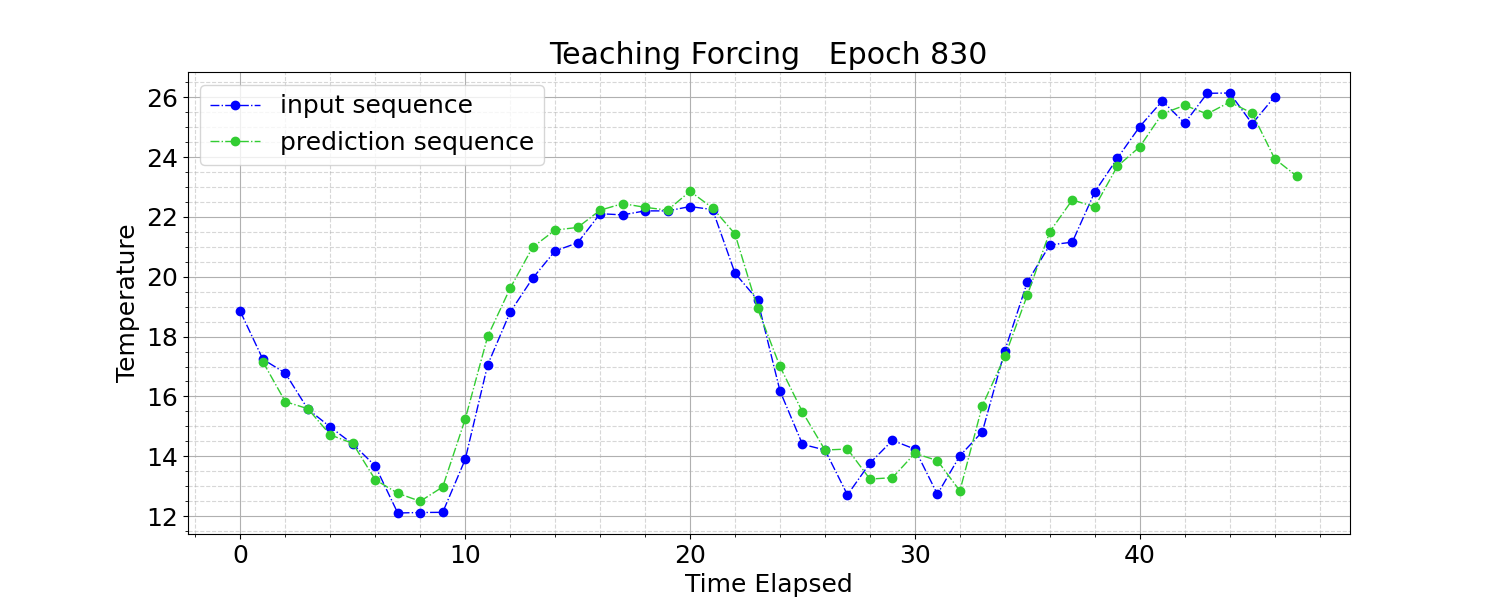 Teaching Forcing   Epoch 830
input sequence
prediction sequence
26
24
22
20
18
16
14
12
Temperature
0 10 20 30 40
Time Elapsed